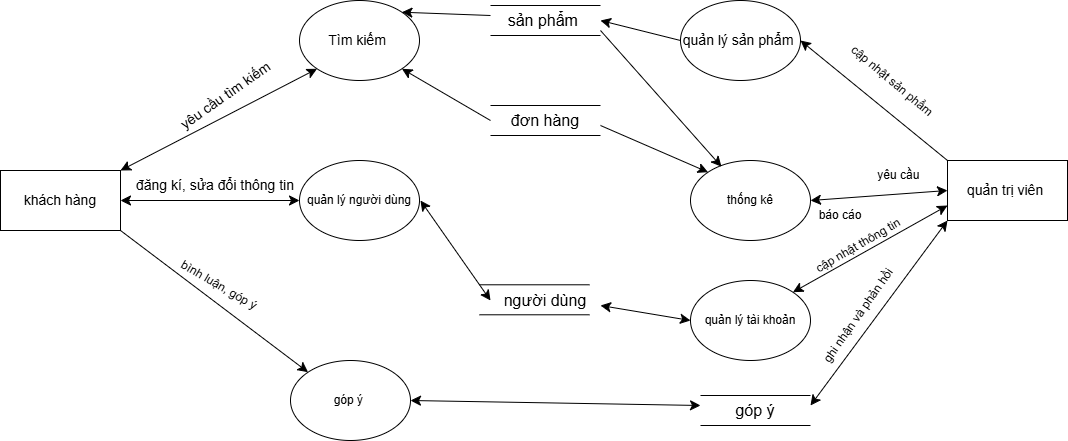 Tìm kiếm
sản phẩm
quản lý sản phẩm
cập nhật sản phẩm
yêu cầu tìm kiếm
đơn hàng
khách hàng
đăng kí, sửa đổi thông tin
quản lý người dùng
thống kê
yêu cầu
báo cáo
quản trị viên
cập nhật thông tin
bình luận, góp ý
người dùng
quản lý tài khoản
ghi nhận và phản hồi
góp ý
góp ý